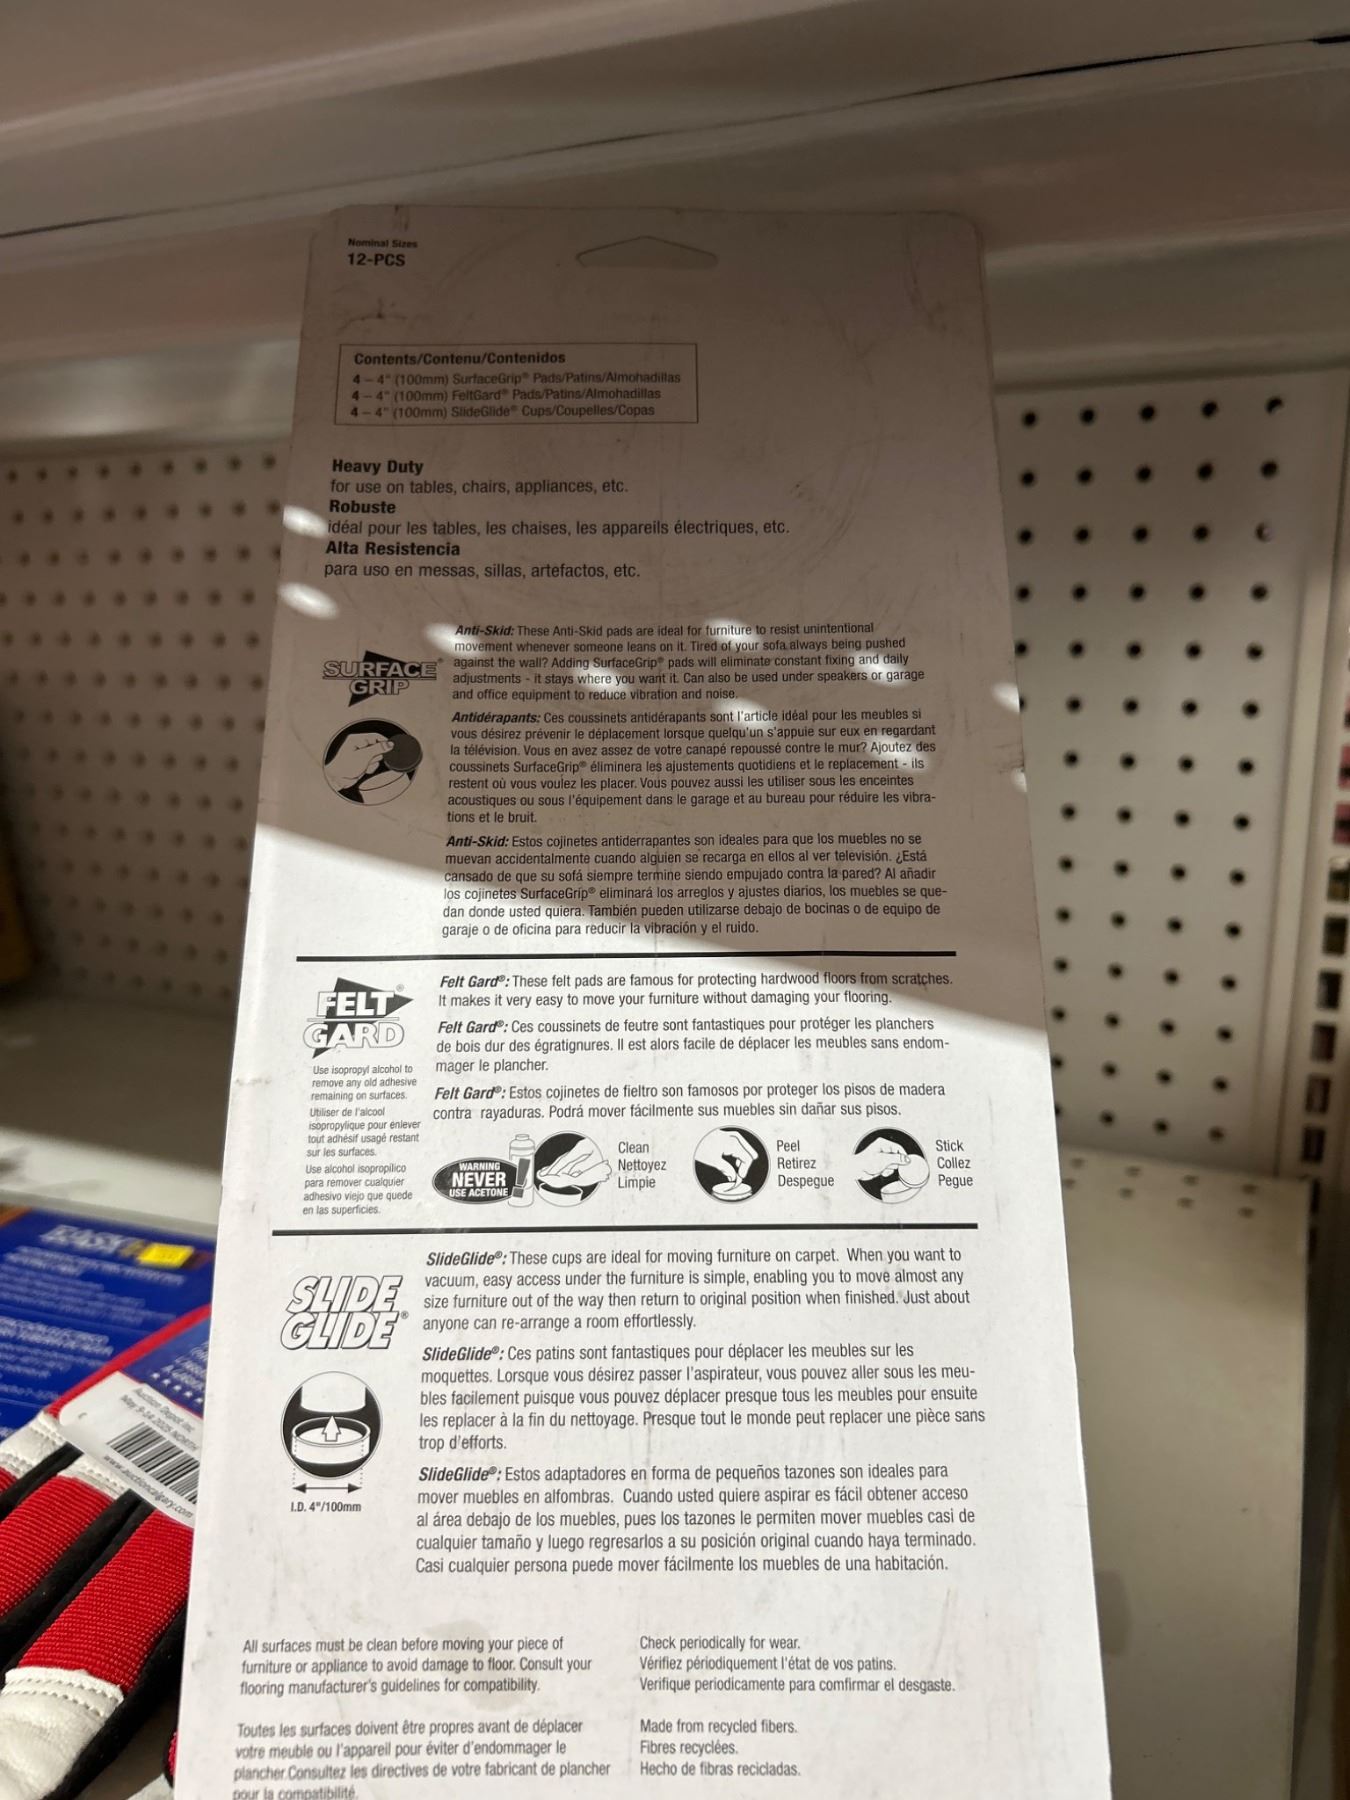 Nominal Sizes
12-PCS
Contents/Contenu/Contenidos
4 – 4" (100mm) SurfaceGrip® Pads/Patins/Almohadillas
4 – 4" (100mm) FeltGard® Pads/Patins/Almohadillas
4 – 4" (100mm) SlideGlide® Cups/Coupelles/Copas
Heavy Duty
for use on tables, chairs, appliances, etc.
Robuste
idéal pour les tables, les chaises, les appareils électriques, etc.
Alta Resistencia
para uso en messas, sillas, artefactos, etc.
SURFACE®
GRIP
Anti-Skid: These Anti-Skid pads are ideal for furniture to resist unintentional
movement whenever someone leans on it. Tired of your sofa always being pushed
against the wall? Adding SurfaceGrip® pads will eliminate constant fixing and daily
adjustments - it stays where you want it. Can also be used under speakers or garage
and office equipment to reduce vibration and noise.
Antidérapants: Ces coussinets antidérapants sont l'article idéal pour les meubles si
vous désirez prévenir le déplacement lorsque quelqu'un s'appuie sur eux en regardant
la télévision. Vous en avez assez de votre canapé repoussé contre le mur? Ajoutez des
coussinets SurfaceGrip® éliminera les ajustements quotidiens et le replacement - ils
restent où vous voulez les placer. Vous pouvez aussi les utiliser sous les enceintes
acoustiques ou sous l'équipement dans le garage et au bureau pour réduire les vibra-
tions et le bruit.
Anti-Skid: Estos cojinetes antiderrapantes son ideales para que los muebles no se
muevan accidentalmente cuando alguien se recarga en ellos al ver televisión. ¿Está
cansado de que su sofá siempre termine siendo empujado contra la pared? Al añadir
los cojinetes SurfaceGrip® eliminará los arreglos y ajustes diarios, los muebles se que-
dan donde usted quiera. También pueden utilizarse debajo de bocinas o de equipo de
garaje o de oficina para reducir la vibración y el ruido.
FELT®
GARD
Use isopropyl alcohol to
remove any old adhesive
remaining on surfaces.
Utiliser de l'alcool
isopropylique pour enlever
tout adhésif usagé restant
sur les surfaces.
Use alcohol isopropilico
para remover cualquier
adhesivo viejo que quede
en las superficies.
Felt Gard®: These felt pads are famous for protecting hardwood floors from scratches.
It makes it very easy to move your furniture without damaging your flooring.
Felt Gard®: Ces coussinets de feutre sont fantastiques pour protéger les planchers
de bois dur des égratignures. Il est alors facile de déplacer les meubles sans endom-
mager le plancher.
Felt Gard®: Estos cojinetes de fieltro son famosos por proteger los pisos de madera
contra rayaduras. Podrá mover fácilmente sus muebles sin dañar sus pisos.
WARNING
NEVER
USE ACETONE
Clean
Nettoyez
Limpie
Peel
Retirez
Despegue
Stick
Collez
Pegue
SLIDE
GLIDE®
I.D. 4"/100mm
SlideGlide®: These cups are ideal for moving furniture on carpet. When you want to
vacuum, easy access under the furniture is simple, enabling you to move almost any
size furniture out of the way then return to original position when finished. Just about
anyone can re-arrange a room effortlessly.
SlideGlide®: Ces patins sont fantastiques pour déplacer les meubles sur les
moquettes. Lorsque vous désirez passer l'aspirateur, vous pouvez aller sous les meu-
bles facilement puisque vous pouvez déplacer presque tous les meubles pour ensuite
les replacer à la fin du nettoyage. Presque tout le monde peut replacer une pièce sans
trop d'efforts.
SlideGlide®: Estos adaptadores en forma de pequeños tazones son ideales para
mover muebles en alfombras. Cuando usted quiere aspirar es fácil obtener acceso
al área debajo de los muebles, pues los tazones le permiten mover muebles casi de
cualquier tamaño y luego regresarlos a su posición original cuando haya terminado.
Casi cualquier persona puede mover fácilmente los muebles de una habitación.
All surfaces must be clean before moving your piece of
furniture or appliance to avoid damage to floor. Consult your
flooring manufacturer's guidelines for compatibility.
Toutes les surfaces doivent être propres avant de déplacer
votre meuble ou l'appareil pour éviter d'endommager le
plancher.Consultez les directives de votre fabricant de plancher
pour la compatibilité.
Check periodically for wear.
Vérifiez périodiquement l'état de vos patins.
Verifique periodicamente para comfirmar el desgaste.
Made from recycled fibers.
Fibres recyclées.
Hecho de fibras recicladas.
www.auctioncalgary.com